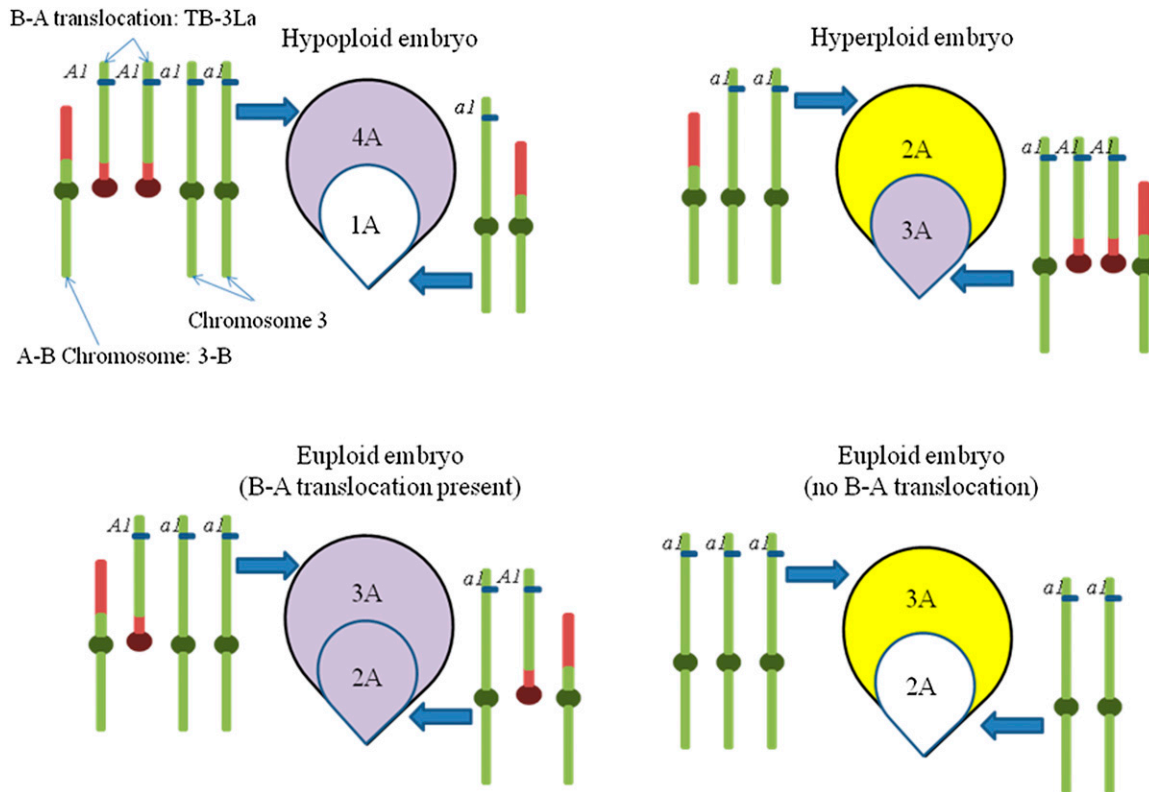 B-A translocation: TB-3La
Hypoploid embryo
A1 A1 a1 a1
4A
1A
a1
Chromosome 3
A-B Chromosome: 3-B
Hyperploid embryo
a1 a1
2A
3A
a1 A1 A1
Euploid embryo
(B-A translocation present)
A1 a1 a1
3A
2A
a1 A1
Euploid embryo
(no B-A translocation)
a1 a1 a1
3A
2A
a1 a1